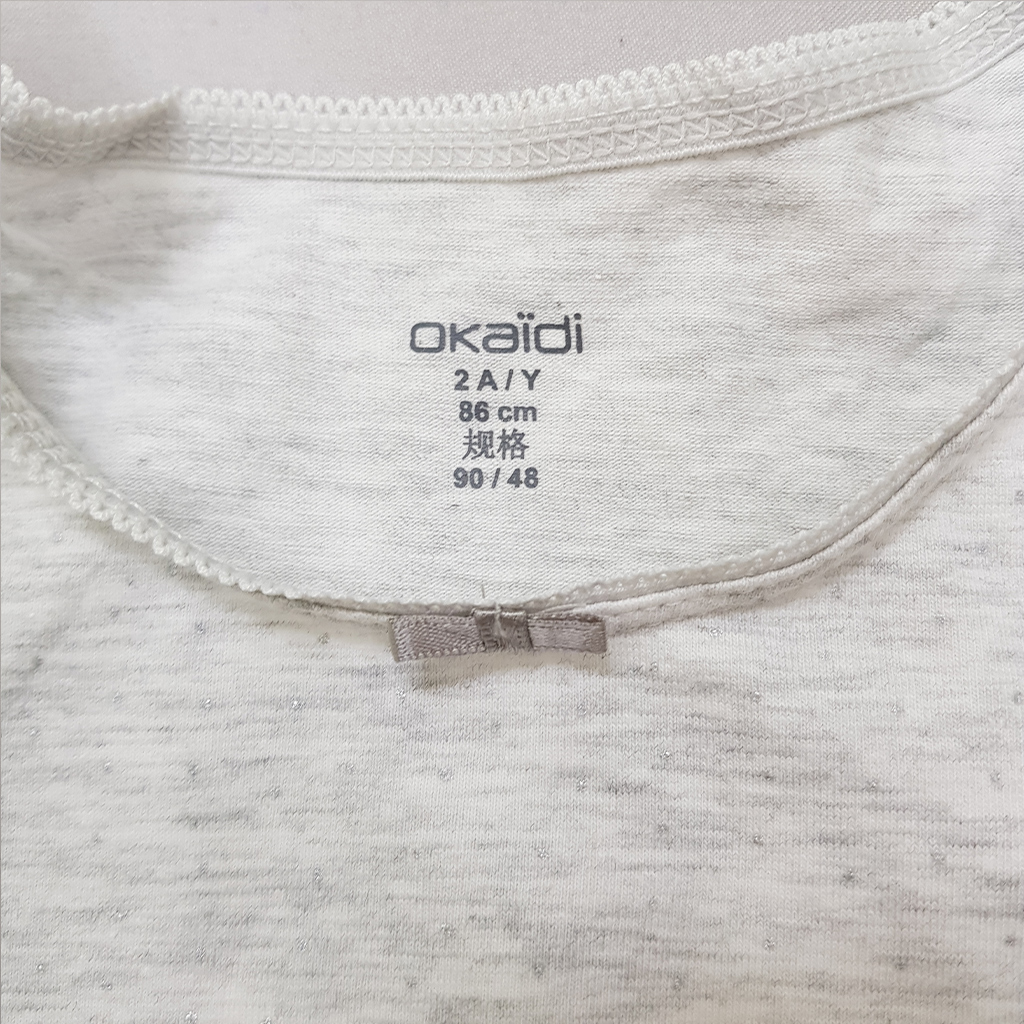 okaïdi
2 A / Y
86 cm
规格
90 / 48